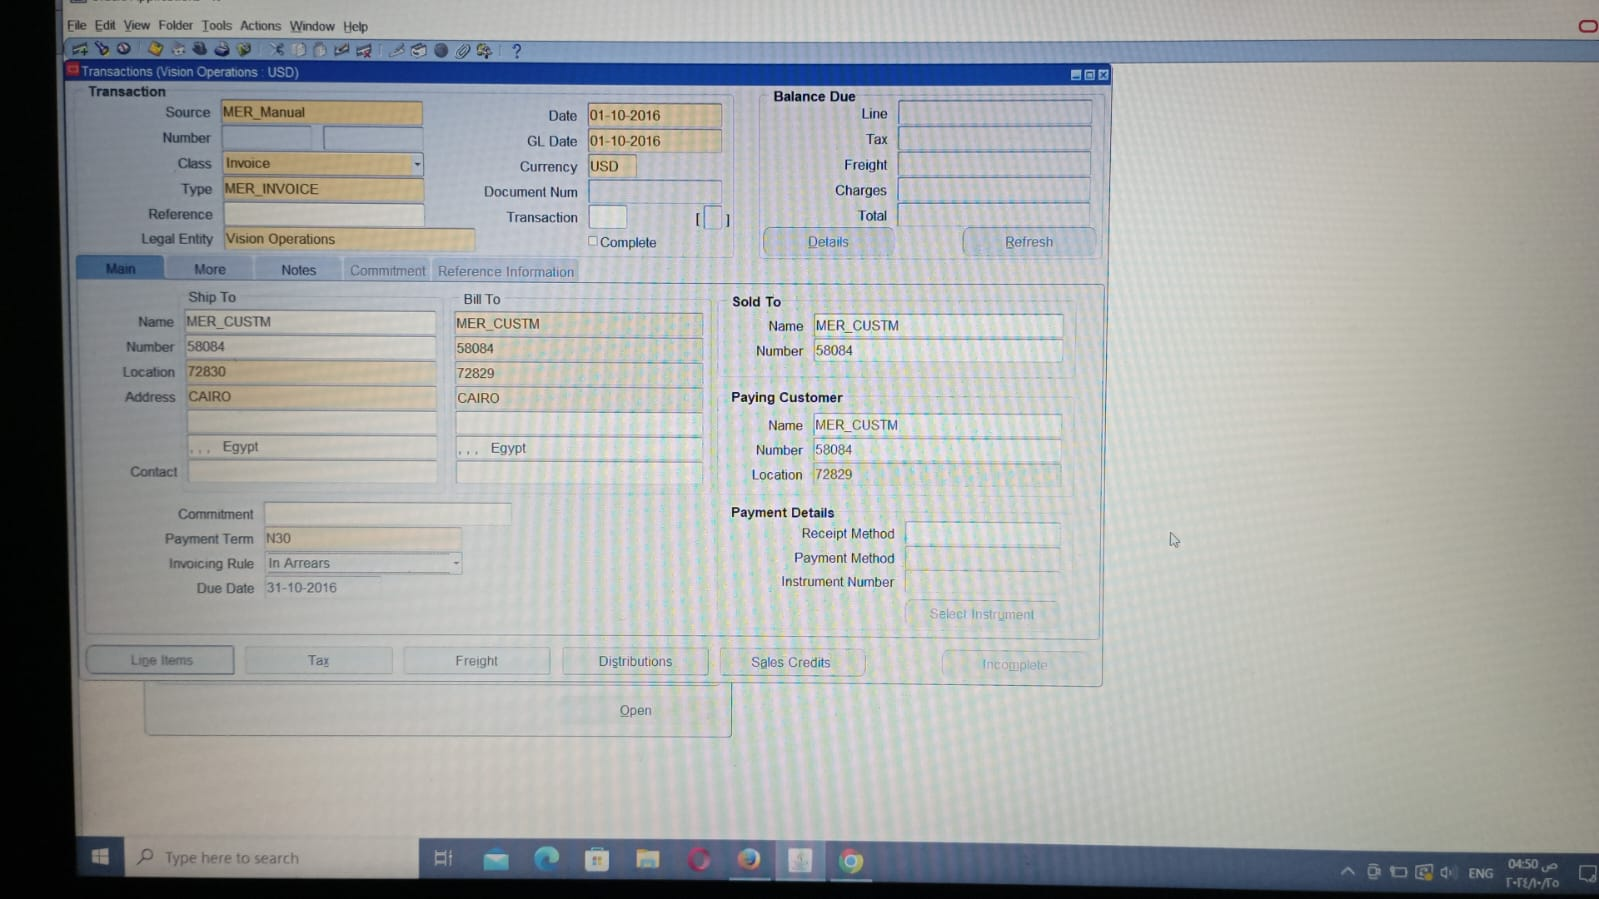 File Edit View Folder Tools Actions Window Help
Transactions (Vision Operations : USD)
Transaction
Source MER_Manual
Number
Class Invoice
Type MER_INVOICE
Reference
Legal Entity Vision Operations
Date 01-10-2016
GL Date 01-10-2016
Currency USD
Document Num
Transaction [ ]
Complete
Balance Due
Line
Tax
Freight
Charges
Total
Details Refresh
Main More Notes Commitment Reference Information
Ship To
Name MER_CUSTM
Number 58084
Location 72830
Address CAIRO
, , , Egypt
Contact
Bill To
MER_CUSTM
58084
72829
CAIRO
, , , Egypt
Sold To
Name MER_CUSTM
Number 58084
Paying Customer
Name MER_CUSTM
Number 58084
Location 72829
Commitment
Payment Term N30
Invoicing Rule In Arrears
Due Date 31-10-2016
Payment Details
Receipt Method
Payment Method
Instrument Number
Select Instrument
Line Items Tax Freight Distributions Sales Credits Incomplete
Open
Type here to search
ENG
04:50 ص